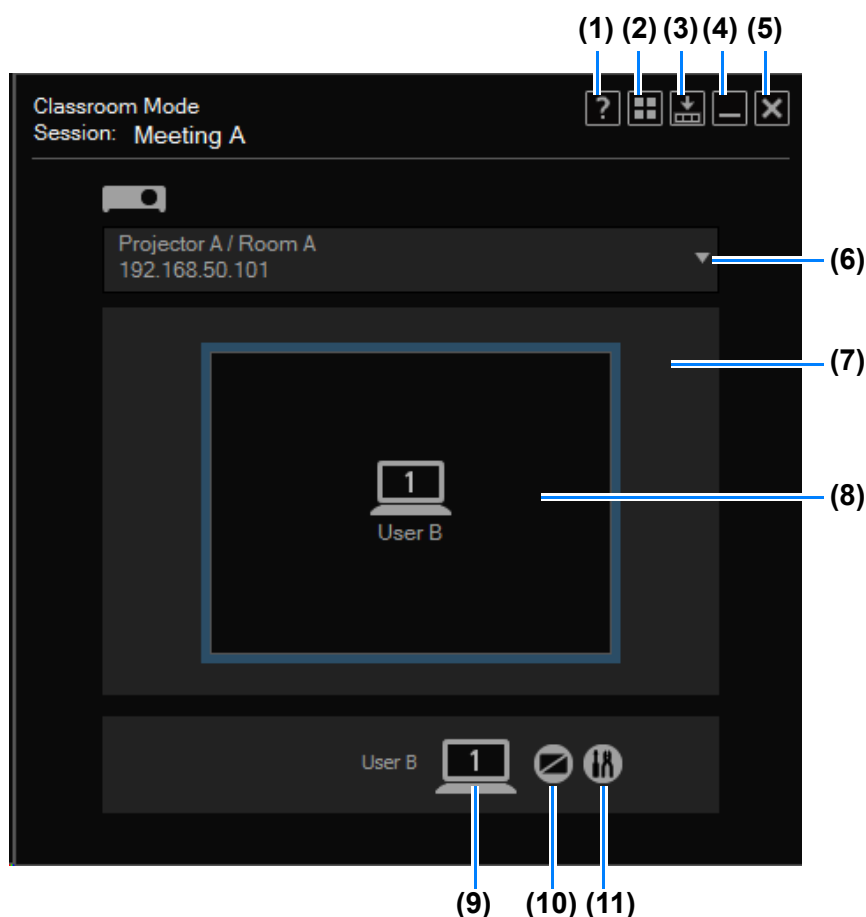 (1) (2) (3) (4) (5)
Classroom Mode
?
Session: Meeting A
Projector A / Room A
192.168.50.101
(6)
(7)
1
User B
(8)
User B 1
(9) (10) (11)